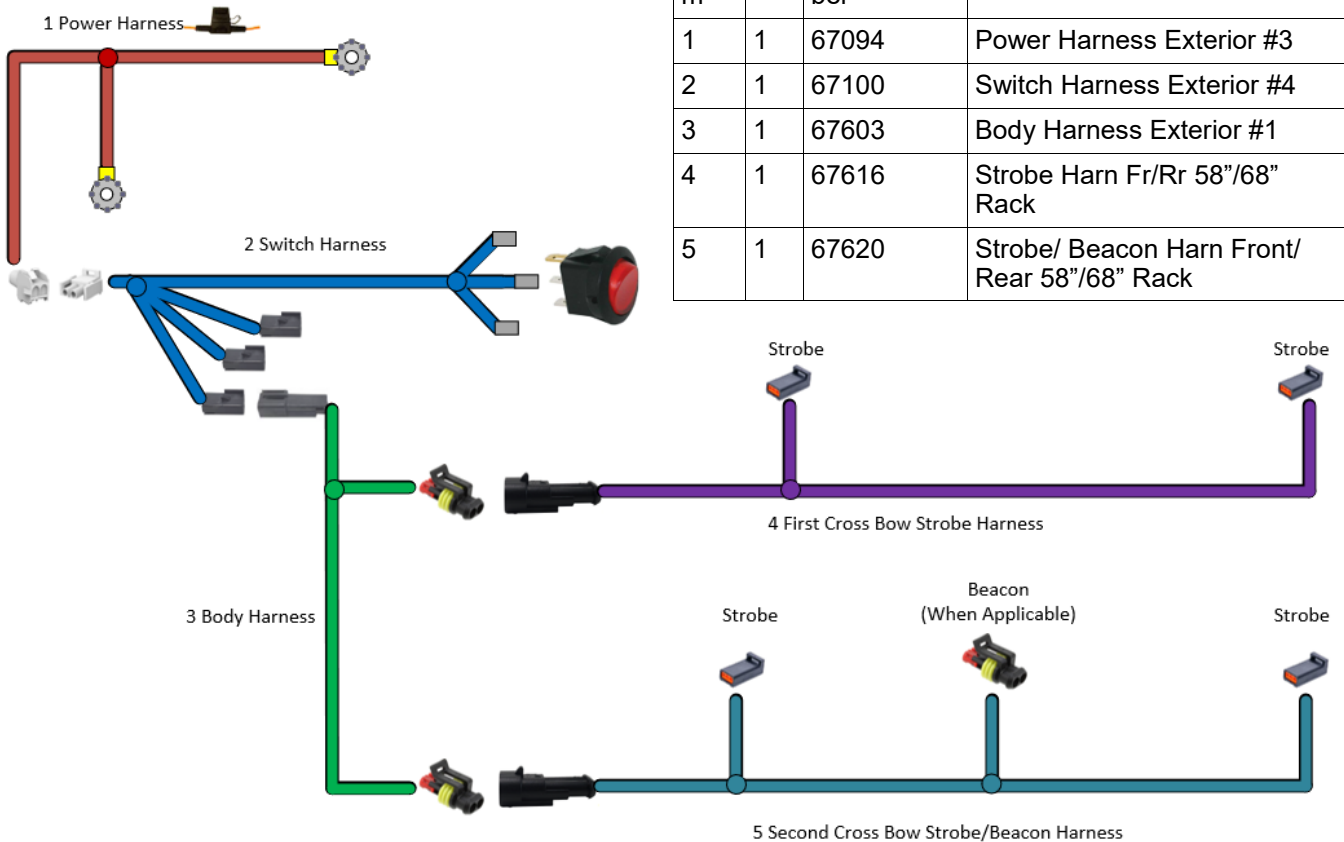 1 Power Harness
1 1 67094 Power Harness Exterior #3
2 1 67100 Switch Harness Exterior #4
3 1 67603 Body Harness Exterior #1
4 1 67616 Strobe Harn Fr/Rr 58”/68”
Rack
5 1 67620 Strobe/ Beacon Harn Front/
Rear 58”/68” Rack
2 Switch Harness
Strobe Strobe
4 First Cross Bow Strobe Harness
3 Body Harness
Strobe
Beacon
(When Applicable)
Strobe
5 Second Cross Bow Strobe/Beacon Harness